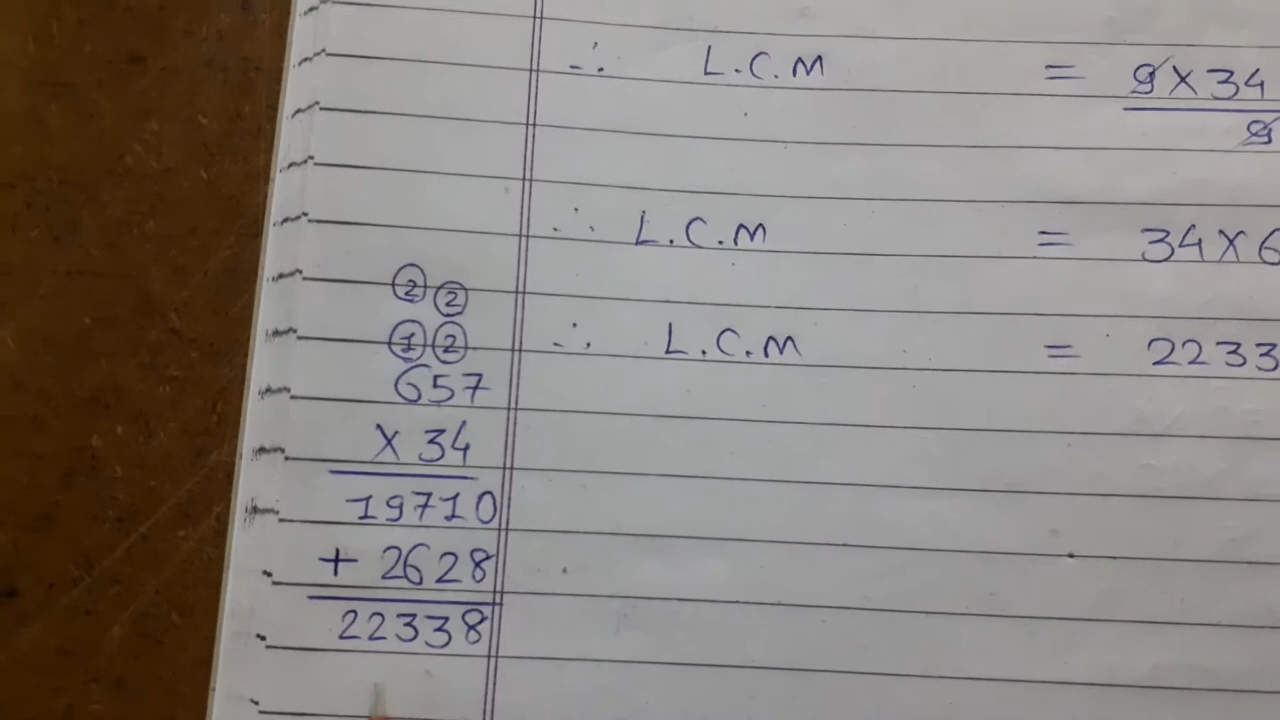 ∴ L.C.M = 9 X 34
9
∴ L.C.M = 34 X 6
∴ L.C.M = 2233
2 2
1 2
657
X 34
19710
+ 2628
22338